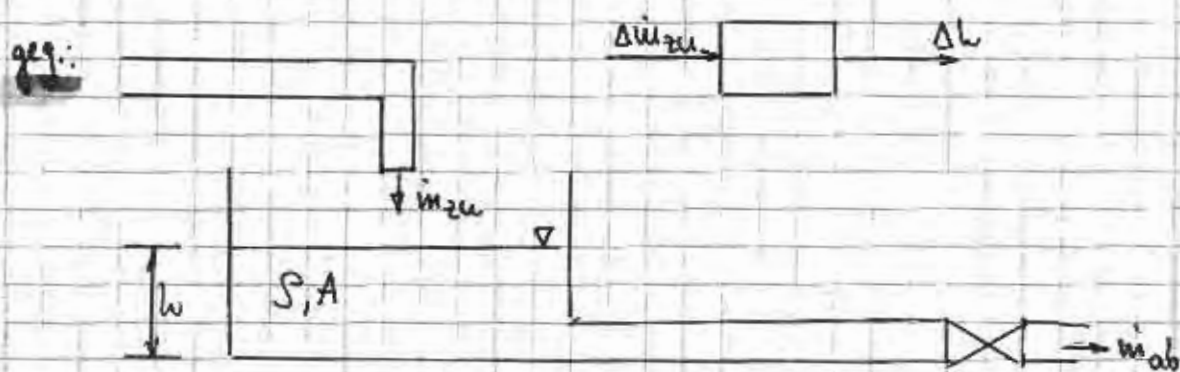 geg.:
Δṁzu
Δh
ṁzu
∇
h
ρ, A
ṁab